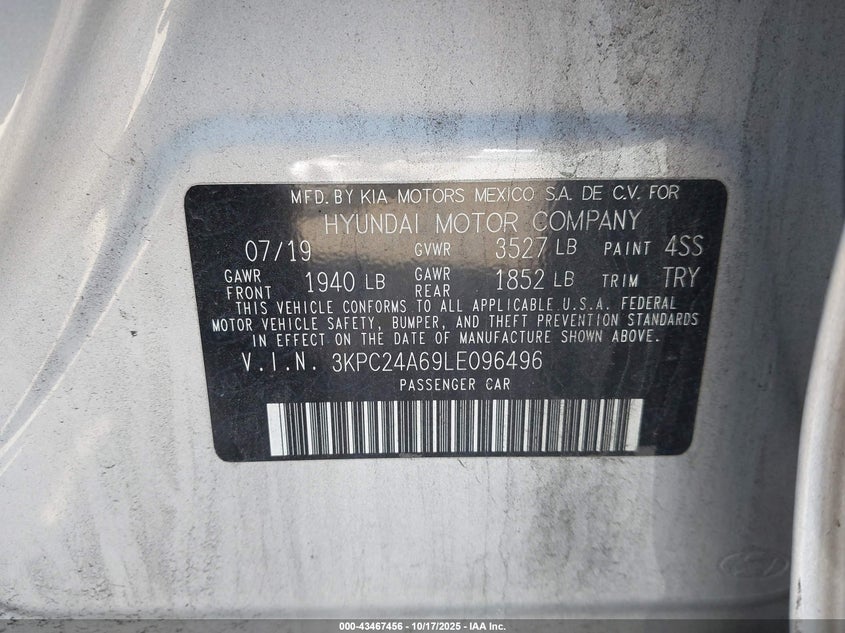 MFD. BY KIA MOTORS MEXICO S.A. DE C.V. FOR
HYUNDAI MOTOR COMPANY
07/19 GVWR 3527 LB PAINT 4SS
GAWR FRONT 1940 LB GAWR REAR 1852 LB TRIM TRY
THIS VEHICLE CONFORMS TO ALL APPLICABLE U.S.A. FEDERAL
MOTOR VEHICLE SAFETY, BUMPER, AND THEFT PREVENTION STANDARDS
IN EFFECT ON THE DATE OF MANUFACTURE SHOWN ABOVE.
V.I.N. 3KPC24A69LE096496
PASSENGER CAR
000-43467456 - 10/17/2025 - IAA Inc.